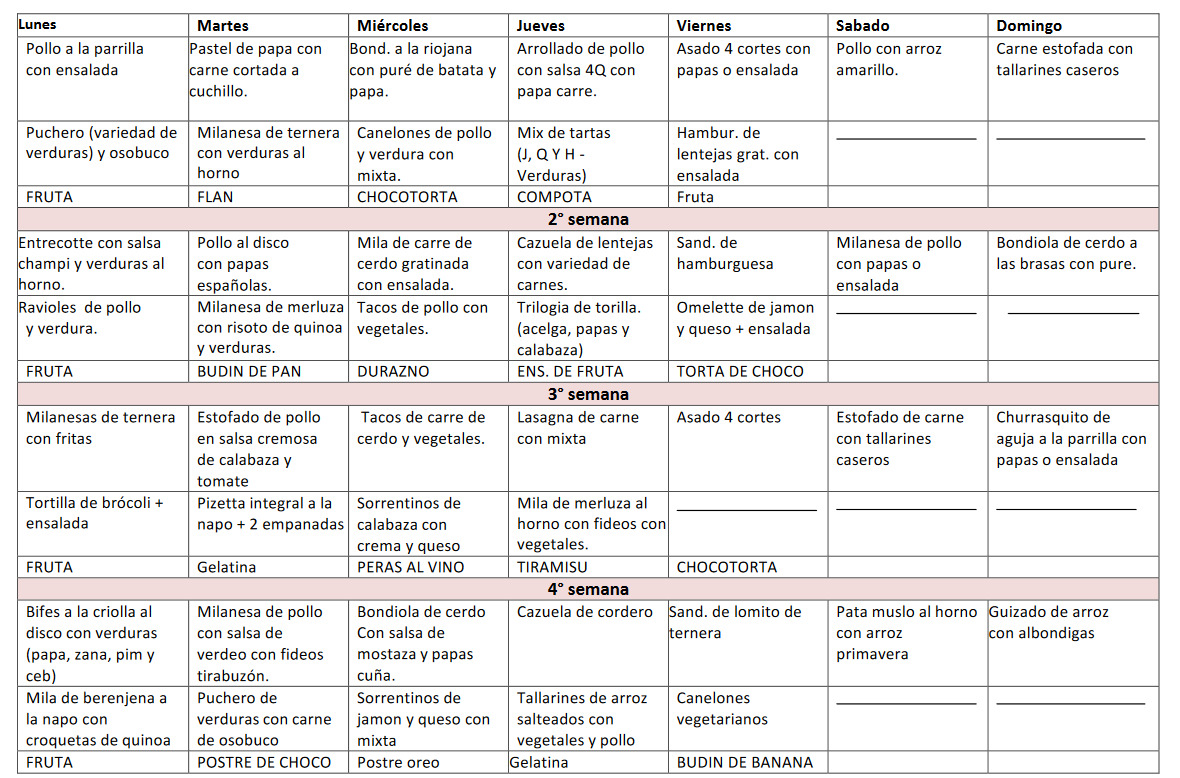 Lunes Martes Miércoles Jueves Viernes Sabado Domingo
Pollo a la parrilla
con ensalada
Pastel de papa con
carne cortada a
cuchillo.
Bond. a la riojana
con puré de batata y
papa.
Arrollado de pollo
con salsa 4Q con
papa carre.
Asado 4 cortes con
papas o ensalada
Pollo con arroz
amarillo.
Carne estofada con
tallarines caseros
Puchero (variedad de
verduras) y osobuco
Milanesa de ternera
con verduras al
horno
Canelones de pollo
y verdura con
mixta.
Mix de tartas
(J, Q Y H -
Verduras)
Hambur. de
lentejas grat. con
ensalada
FRUTA FLAN CHOCOTORTA COMPOTA Fruta
2° semana
Entrecotte con salsa
champi y verduras al
horno.
Pollo al disco
con papas
españolas.
Mila de carre de
cerdo gratinada
con ensalada.
Cazuela de lentejas
con variedad de
carnes.
Sand. de
hamburguesa
Milanesa de pollo
con papas o
ensalada
Bondiola de cerdo a
las brasas con pure.
Ravioles de pollo
y verdura.
Milanesa de merluza
con risoto de quinoa
y verduras.
Tacos de pollo con
vegetales.
Trilogia de torilla.
(acelga, papas y
calabaza)
Omelette de jamon
y queso + ensalada
FRUTA BUDIN DE PAN DURAZNO ENS. DE FRUTA TORTA DE CHOCO
3° semana
Milanesas de ternera
con fritas
Estofado de pollo
en salsa cremosa
de calabaza y
tomate
Tacos de carre de
cerdo y vegetales.
Lasagna de carne
con mixta
Asado 4 cortes
Estofado de carne
con tallarines
caseros
Churrasquito de
aguja a la parrilla con
papas o ensalada
Tortilla de brócoli +
ensalada
Pizetta integral a la
napo + 2 empanadas
Sorrentinos de
calabaza con
crema y queso
Mila de merluza al
horno con fideos con
vegetales.
FRUTA Gelatina PERAS AL VINO TIRAMISU CHOCOTORTA
4° semana
Bifes a la criolla al
disco con verduras
(papa, zana, pim y
ceb)
Milanesa de pollo
con salsa de
verdeo con fideos
tirabuzón.
Bondiola de cerdo
Con salsa de
mostaza y papas
cuña.
Cazuela de cordero
Sand. de lomito de
ternera
Pata muslo al horno
con arroz
primavera
Guizado de arroz
con albondigas
Mila de berenjena a
la napo con
croquetas de quinoa
Puchero de
verduras con carne
de osobuco
Sorrentinos de
jamon y queso con
mixta
Tallarines de arroz
salteados con
vegetales y pollo
Canelones
vegetarianos
FRUTA POSTRE DE CHOCO Postre oreo Gelatina BUDIN DE BANANA